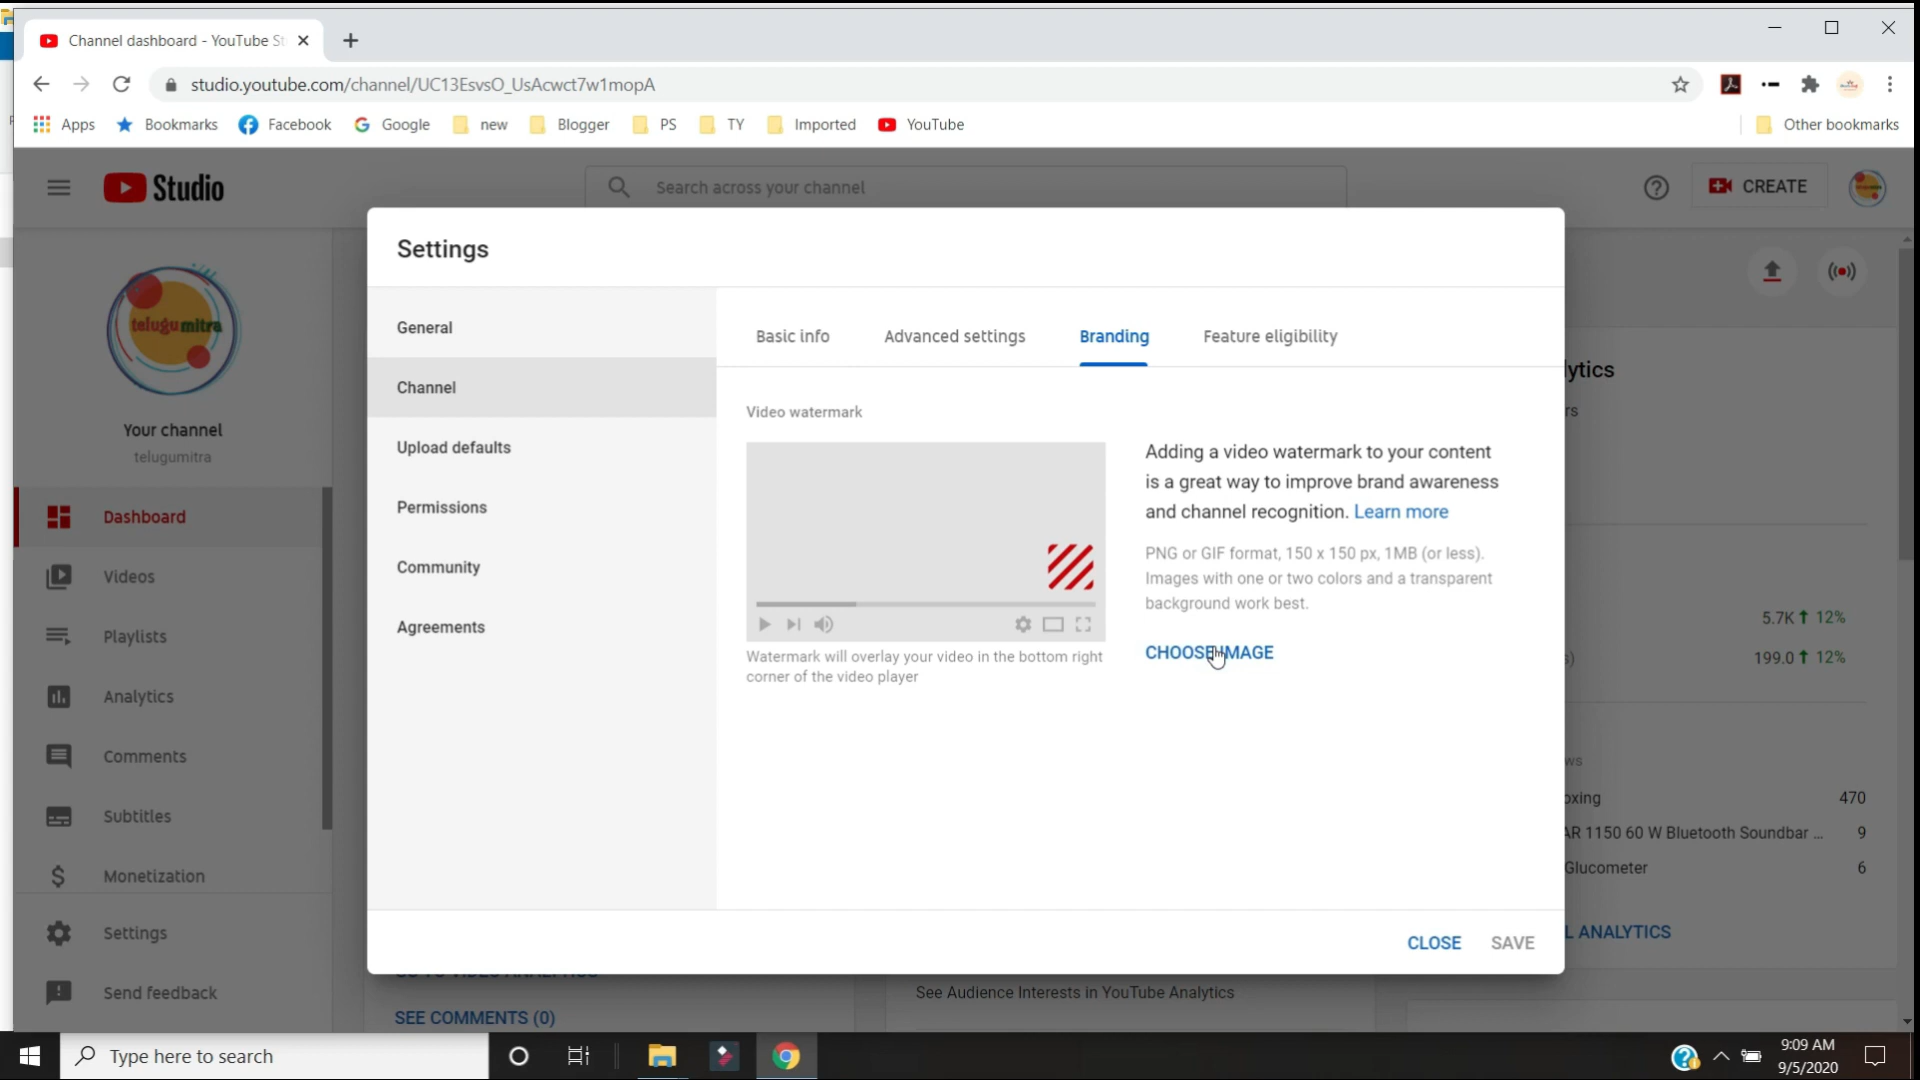 Channel dashboard - YouTube St
studio.youtube.com/channel/UC13EsvsO_UsAcwct7w1mopA
Apps Bookmarks Facebook Google new Blogger PS TY Imported YouTube Other bookmarks
Studio
Search across your channel
CREATE
telugu mitra
Your channel
telugumitra
Dashboard
Videos
Playlists
Analytics
Comments
Subtitles
Monetization
Settings
Send feedback
Settings
General
Channel
Upload defaults
Permissions
Community
Agreements
Basic info Advanced settings Branding Feature eligibility
Video watermark
Watermark will overlay your video in the bottom right
corner of the video player
Adding a video watermark to your content
is a great way to improve brand awareness
and channel recognition. Learn more
PNG or GIF format, 150 x 150 px, 1MB (or less).
Images with one or two colors and a transparent
background work best.
CHOOSE IMAGE
CLOSE SAVE
lytics
rs
5.7K 12%
s) 199.0 12%
ws
oxing 470
AR 1150 60 W Bluetooth Soundbar ... 9
Glucometer 6
L ANALYTICS
SEE COMMENTS (0)
See Audience Interests in YouTube Analytics
Type here to search
9:09 AM
9/5/2020